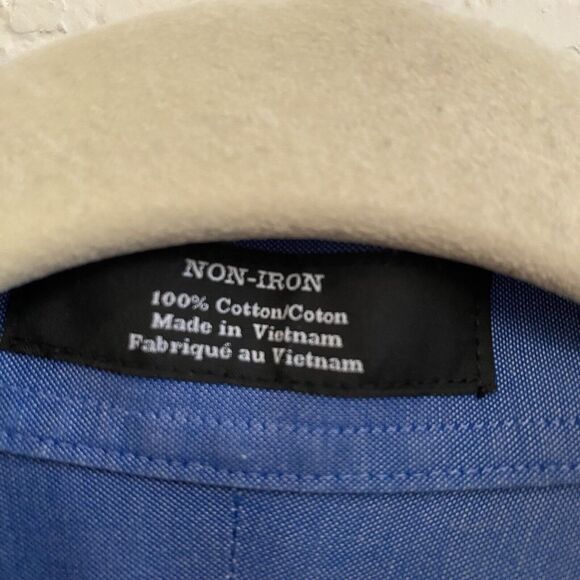 NON-IRON
100% Cotton/Coton
Made in Vietnam
Fabriqué au Vietnam